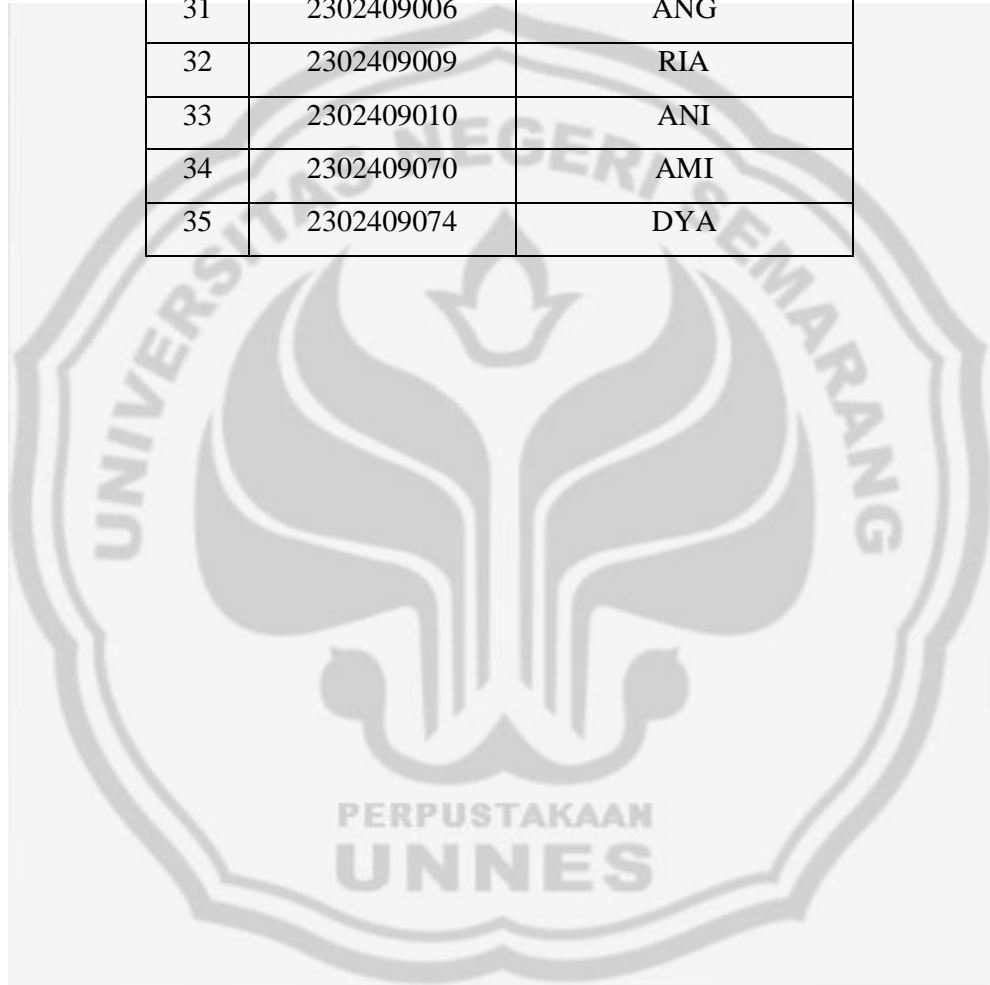 31 2302409006 ANG
32 2302409009 RIA
33 2302409010 ANI
34 2302409070 AMI
35 2302409074 DYA
UNIVERSITAS NEGERI SEMARANG
PERPUSTAKAAN
UNNES